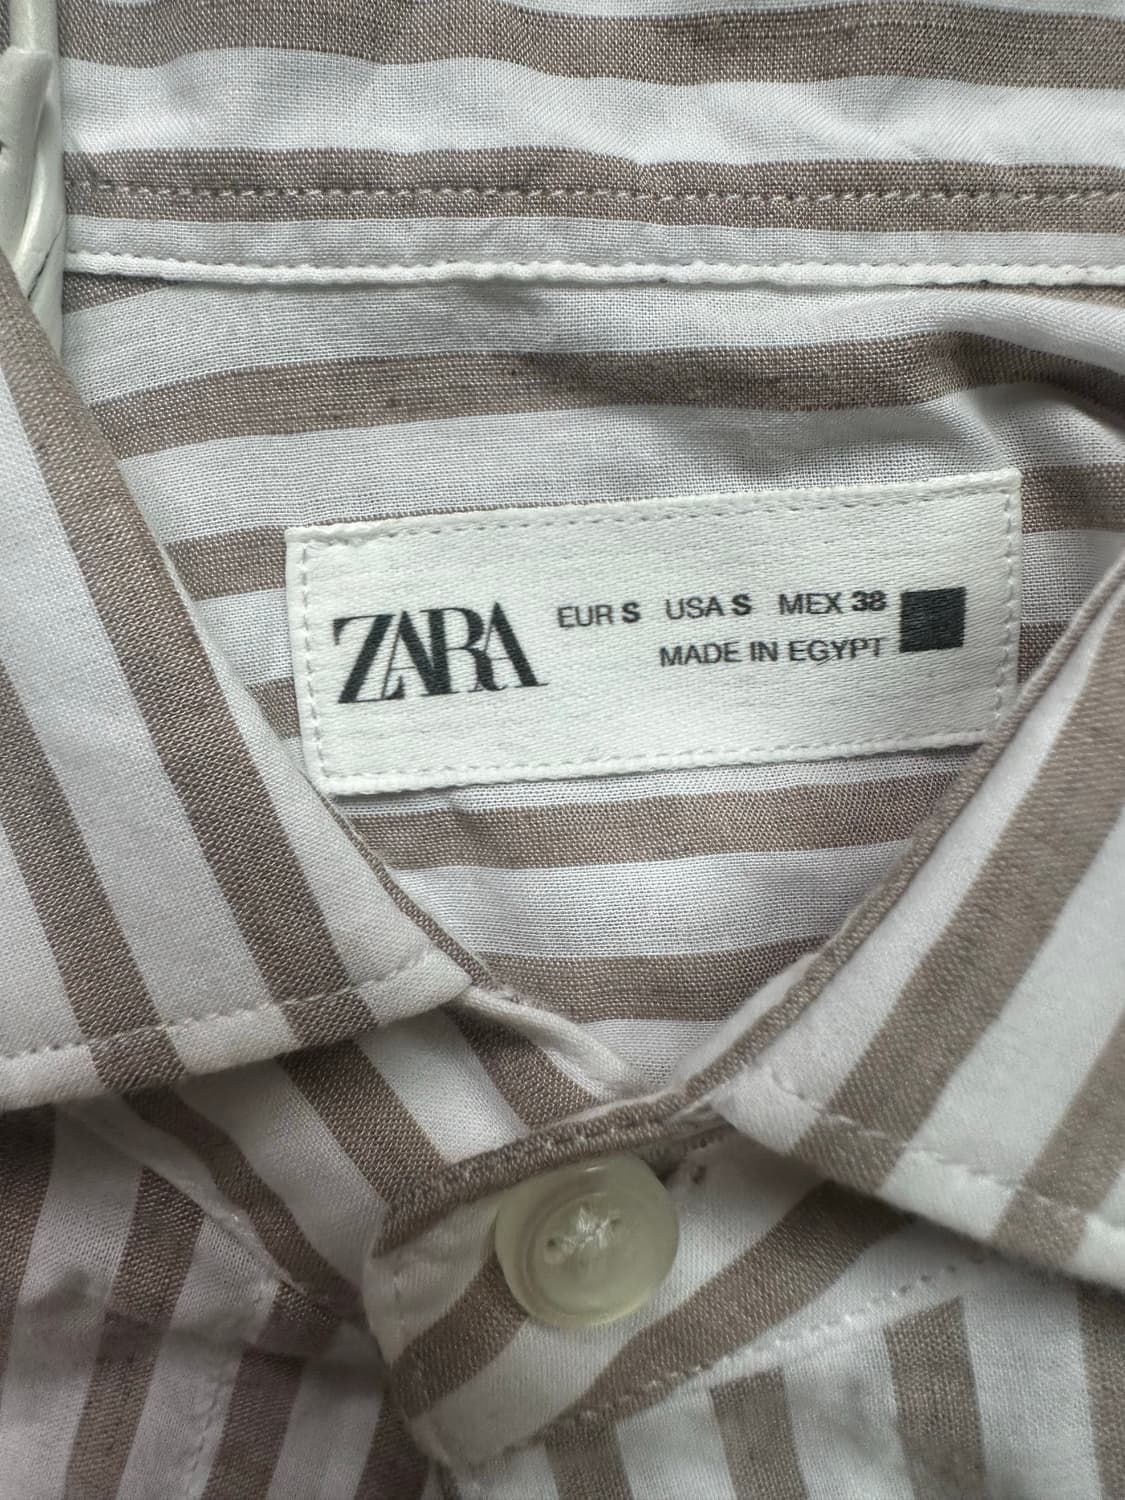 ZARA
EUR S USA S MEX 38
MADE IN EGYPT